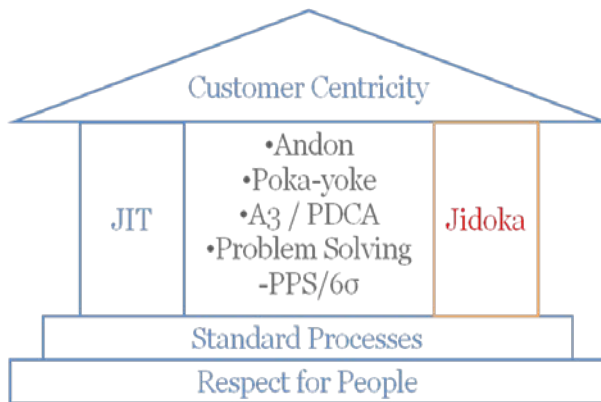 Customer Centricity
JIT
•Andon
•Poka-yoke
•A3 / PDCA
•Problem Solving
-PPS/6σ
Jidoka
Standard Processes
Respect for People